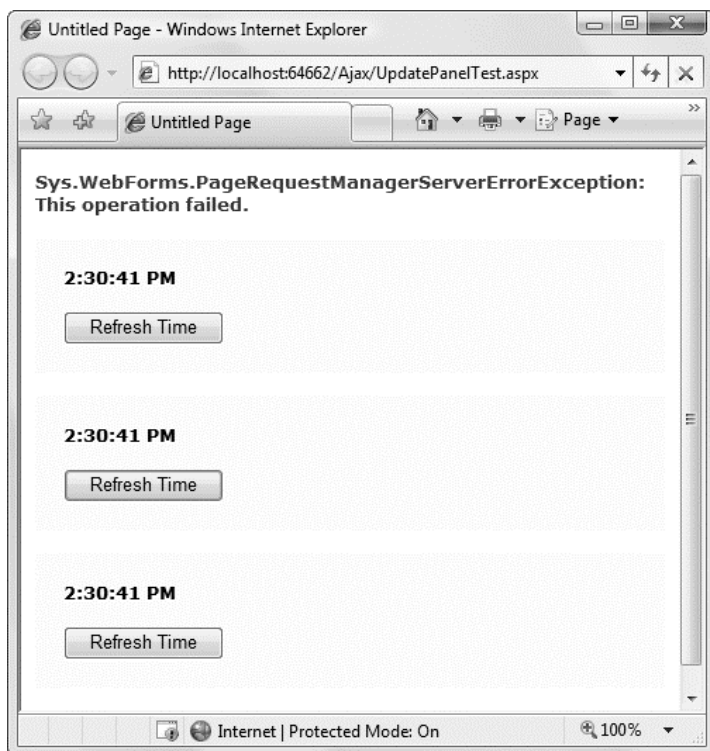 Untitled Page - Windows Internet Explorer
http://localhost:64662/Ajax/UpdatePanelTest.aspx
Untitled Page
Page
Sys.WebForms.PageRequestManagerServerErrorException:
This operation failed.
2:30:41 PM
Refresh Time
2:30:41 PM
Refresh Time
2:30:41 PM
Refresh Time
Internet | Protected Mode: On
100%